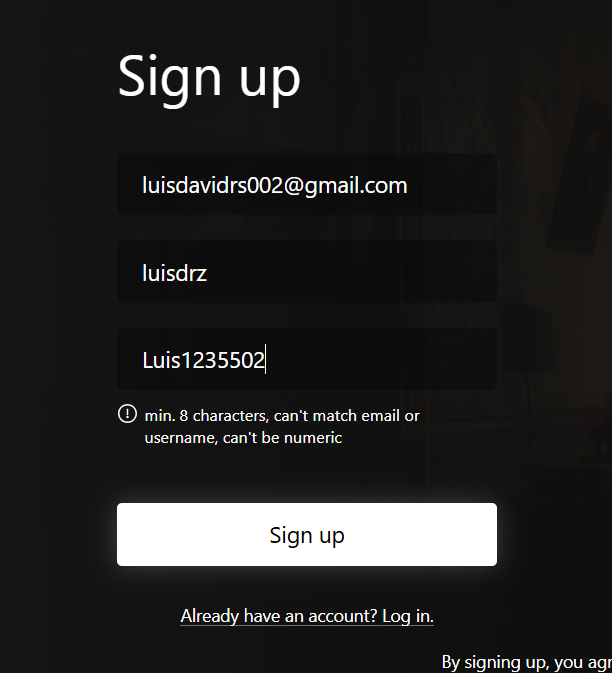 Sign up
luisdavidrs002@gmail.com
luisdrz
Luis1235502
min. 8 characters, can't match email or
username, can't be numeric
Sign up
Already have an account? Log in.
By signing up, you